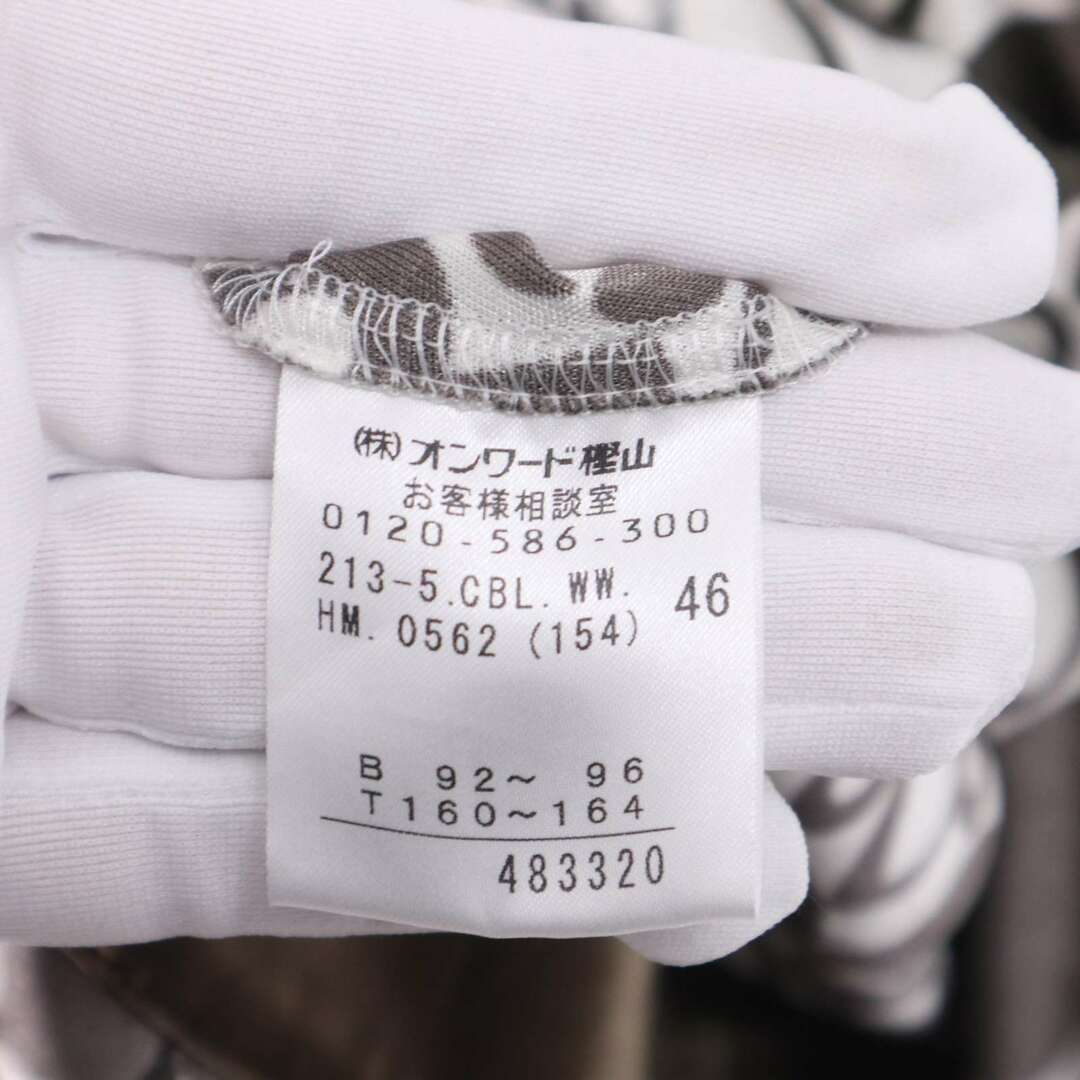 (株)オンワード樫山
お客様相談室
0120-586-300
213-5.CBL.WW.
HM.0562(154) 46
B 92〜 96
T160〜164
483320